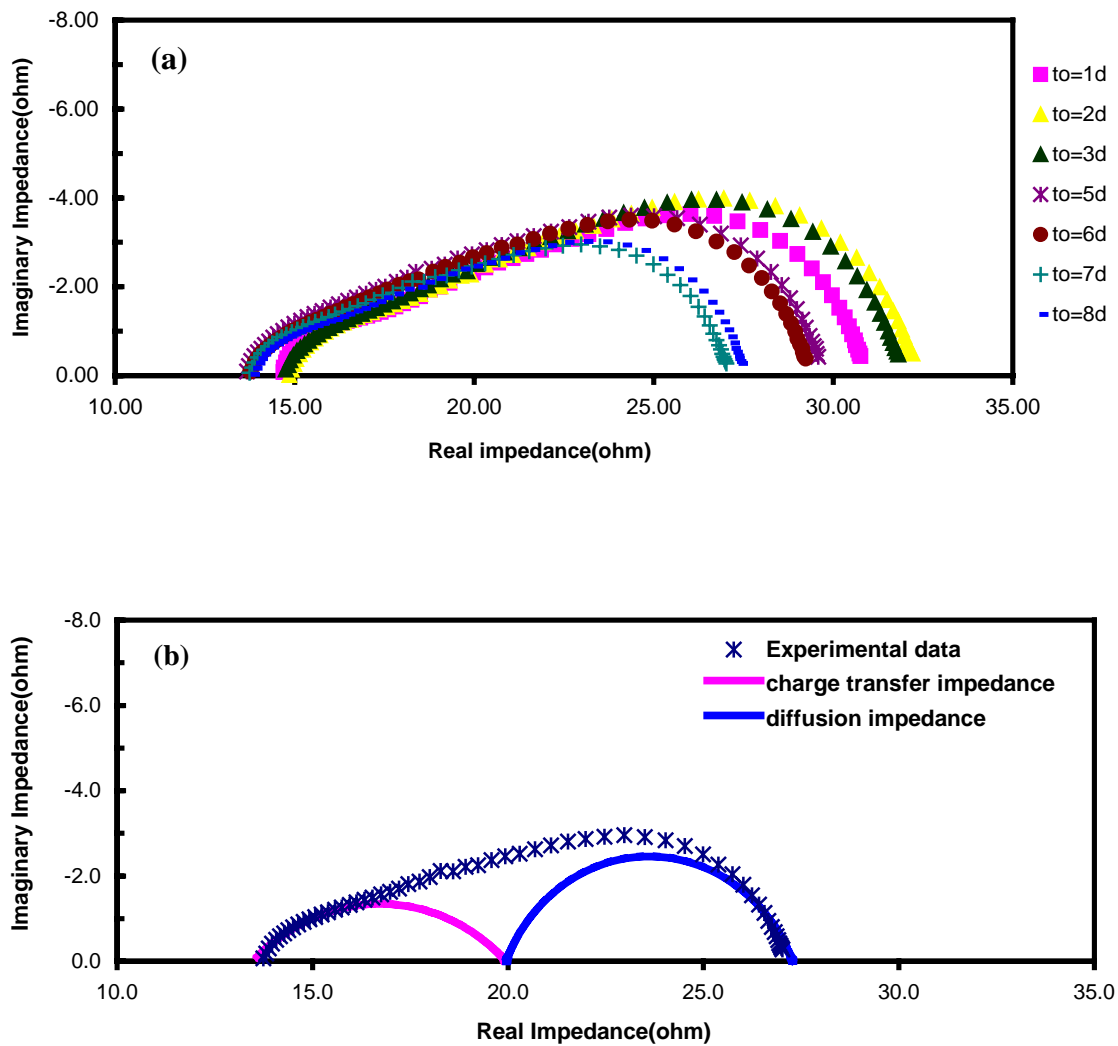 -8.00
(a)
-6.00
-4.00
-2.00
0.00
Imaginary Impedance(ohm)
10.00 15.00 20.00 25.00 30.00 35.00
Real impedance(ohm)
to=1d
to=2d
to=3d
to=5d
to=6d
to=7d
to=8d
-8.0
(b)
-6.0
-4.0
-2.0
0.0
Imaginary Impedance(ohm)
Experimental data
charge transfer impedance
diffusion impedance
10.0 15.0 20.0 25.0 30.0 35.0
Real Impedance(ohm)